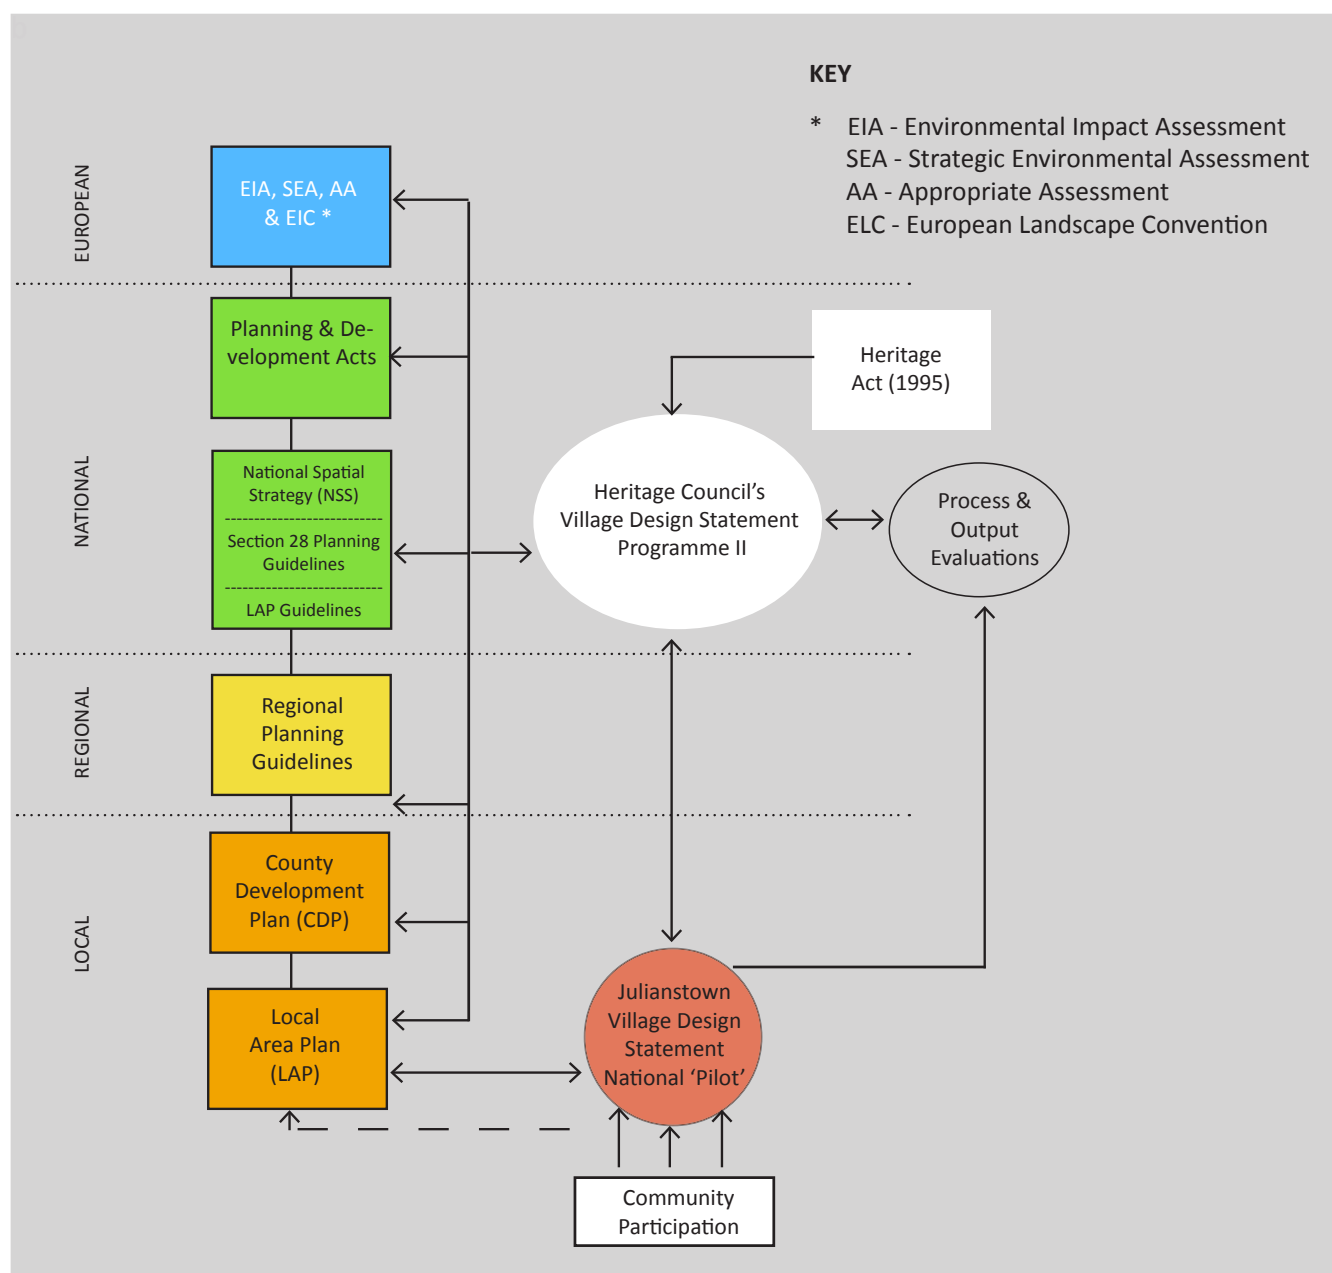 KEY
* EIA - Environmental Impact Assessment
SEA - Strategic Environmental Assessment
AA - Appropriate Assessment
ELC - European Landscape Convention
EUROPEAN
EIA, SEA, AA
& EIC *
NATIONAL
Planning & De-
velopment Acts
Heritage
Act (1995)
National Spatial
Strategy (NSS)
Section 28 Planning
Guidelines
LAP Guidelines
Heritage Council’s
Village Design Statement
Programme II
Process &
Output
Evaluations
REGIONAL
Regional
Planning
Guidelines
LOCAL
County
Development
Plan (CDP)
Local
Area Plan
(LAP)
Julianstown
Village Design
Statement
National ‘Pilot’
Community
Participation